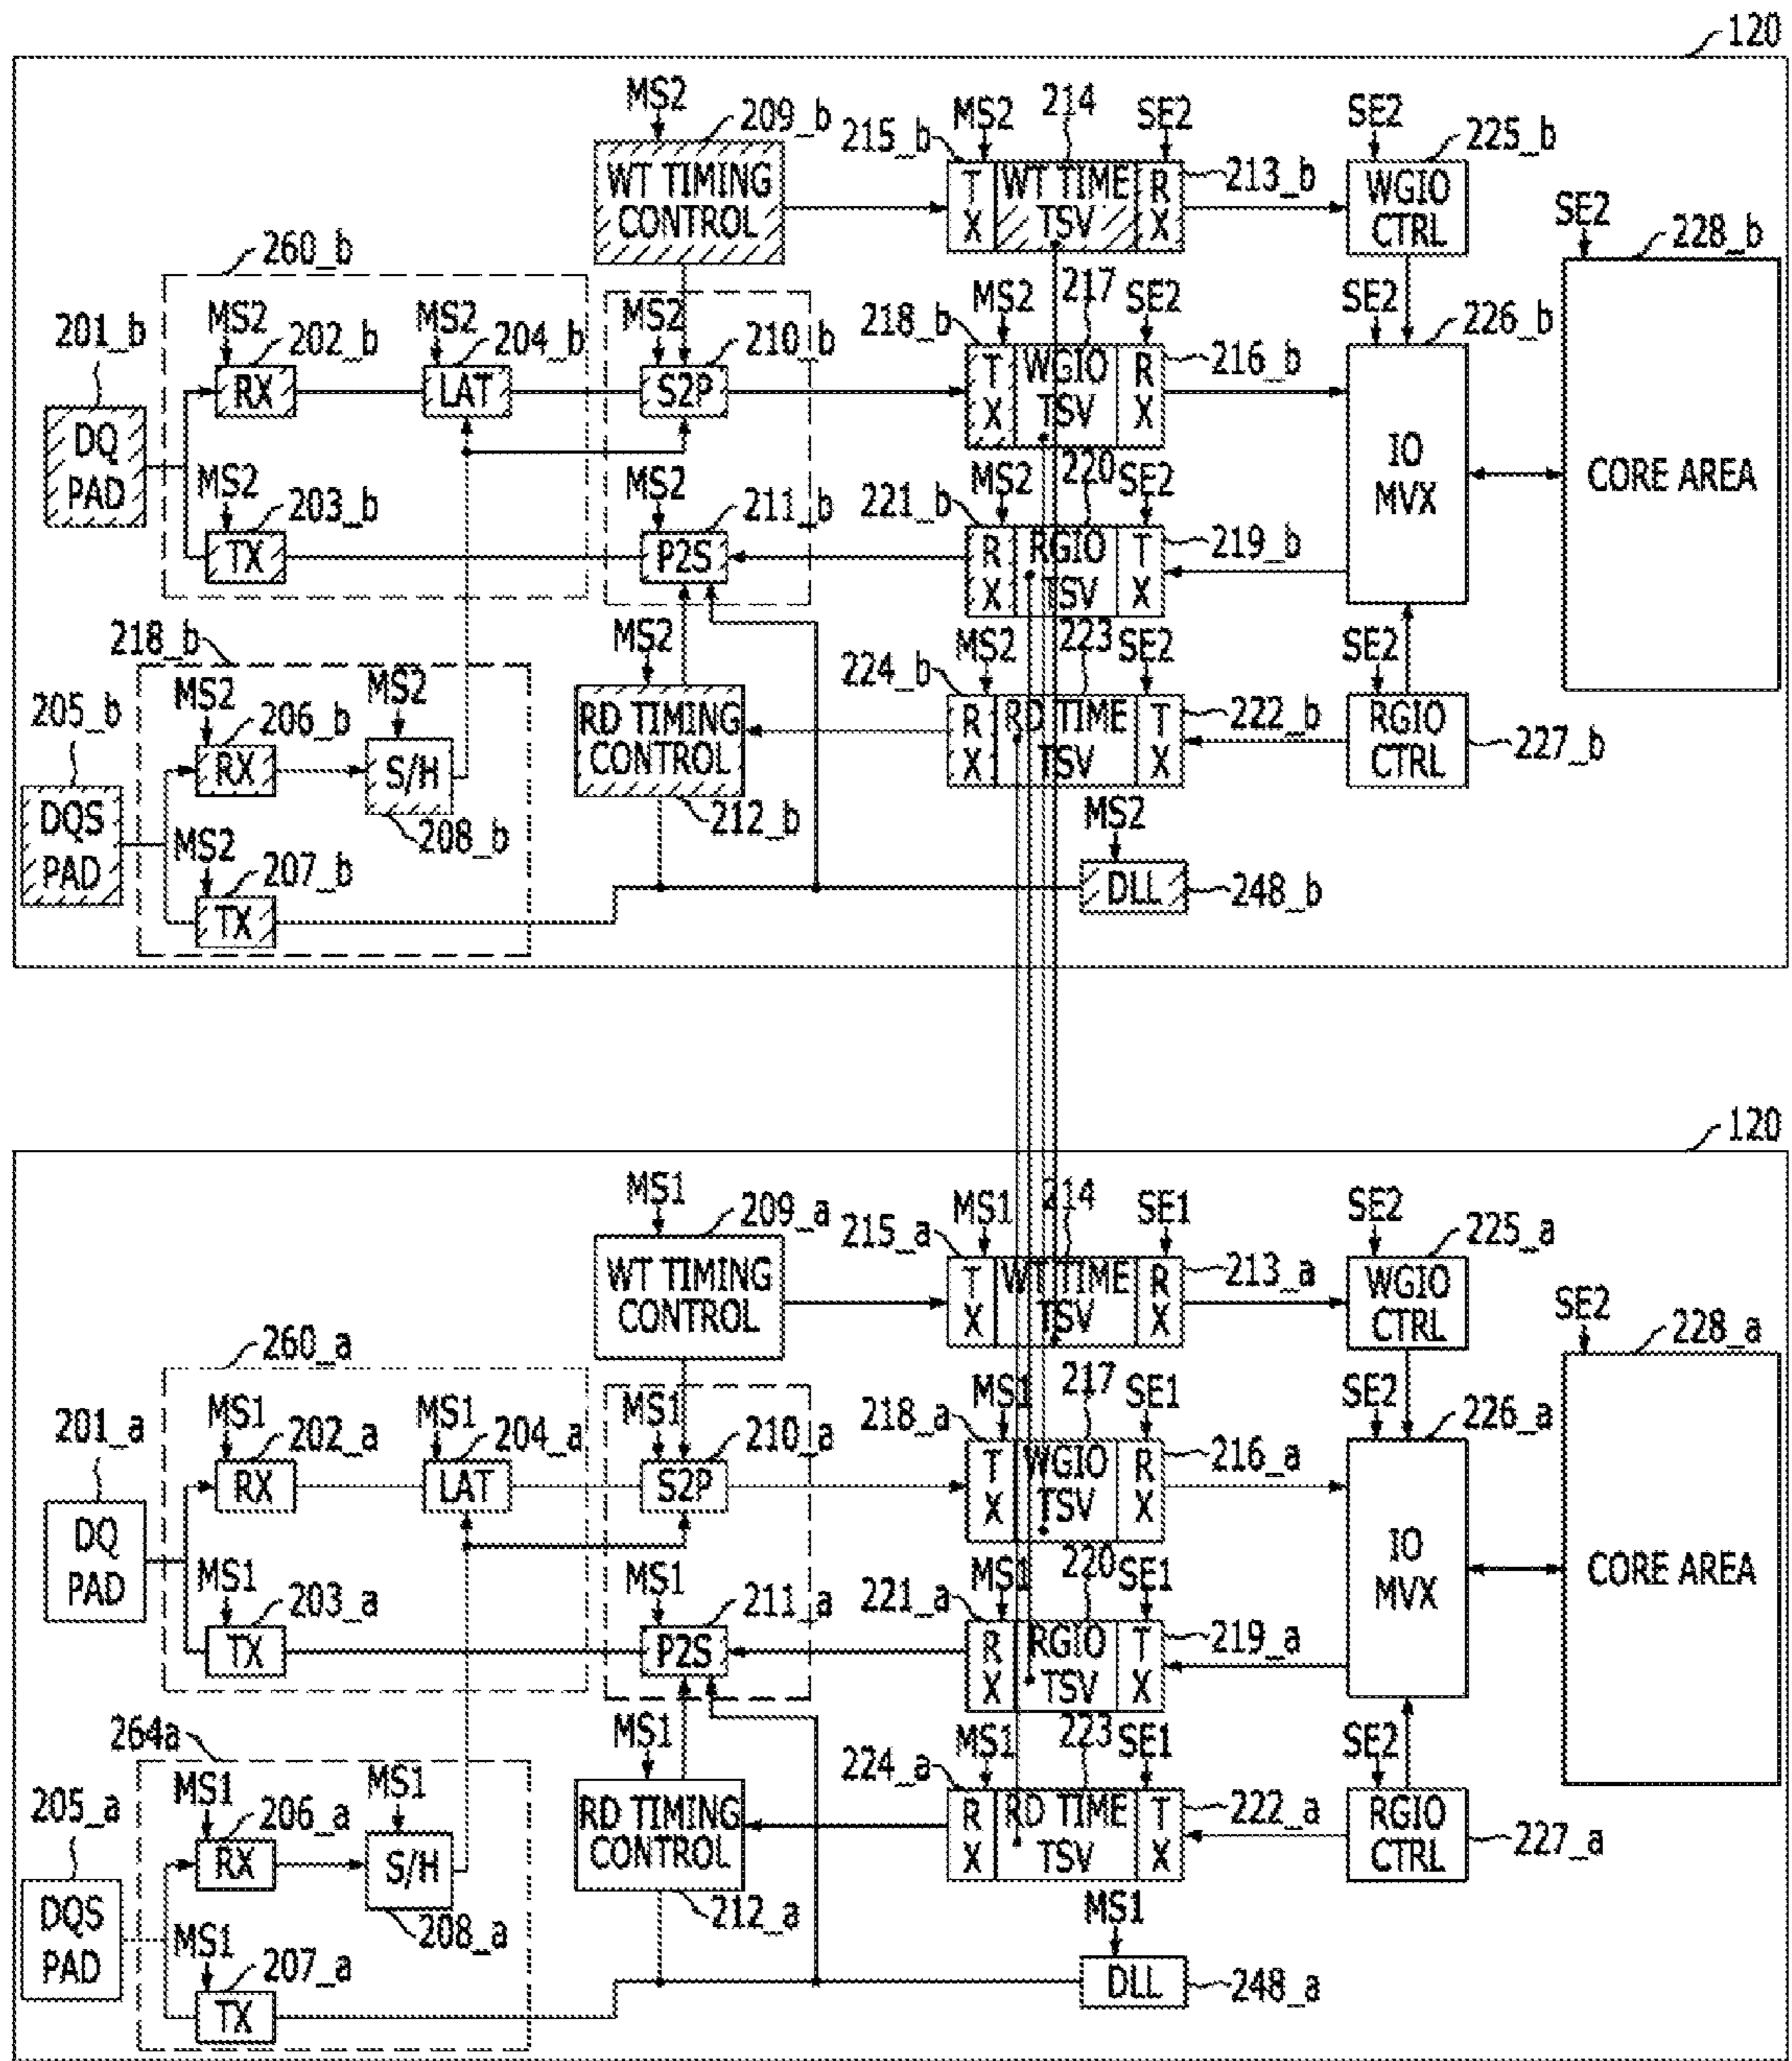 120
MS2
209_b
WT TIMING
CONTROL
215_b
MS2
214
SE2
T
X
WT TIME
TSV
R
X
213_b
SE2
225_b
WGIO
CTRL
SE2
228_b
CORE AREA
260_b
201_b
DQ
PAD
MS2
202_b
RX
MS2
204_b
LAT
MS2
210_b
S2P
218_b
MS2
217
SE2
T
X
WGIO
TSV
R
X
216_b
SE2
226_b
IO
MVX
MS2
203_b
TX
MS2
211_b
P2S
221_b
MS2
220
SE2
R
X
RGIO
TSV
T
X
219_b
218_b
205_b
DQS
PAD
MS2
206_b
RX
MS2
S/H
208_b
MS2
207_b
TX
MS2
RD TIMING
CONTROL
212_b
224_b
MS2
223
SE2
R
X
RD TIME
TSV
T
X
222_b
SE2
RGIO
CTRL
227_b
MS2
DLL
248_b
120
MS1
209_a
WT TIMING
CONTROL
215_a
MS1
214
SE1
T
X
WT TIME
TSV
R
X
213_a
SE2
225_a
WGIO
CTRL
SE2
228_a
CORE AREA
260_a
201_a
DQ
PAD
MS1
202_a
RX
MS1
204_a
LAT
MS1
210_a
S2P
218_a
MS1
217
SE1
T
X
WGIO
TSV
R
X
216_a
SE2
226_a
IO
MVX
MS1
203_a
TX
MS1
211_a
P2S
221_a
MS1
220
SE1
R
X
RGIO
TSV
T
X
219_a
264a
205_a
DQS
PAD
MS1
206_a
RX
MS1
S/H
208_a
MS1
207_a
TX
MS1
RD TIMING
CONTROL
212_a
224_a
MS1
223
SE1
R
X
RD TIME
TSV
T
X
222_a
SE2
RGIO
CTRL
227_a
MS1
DLL
248_a